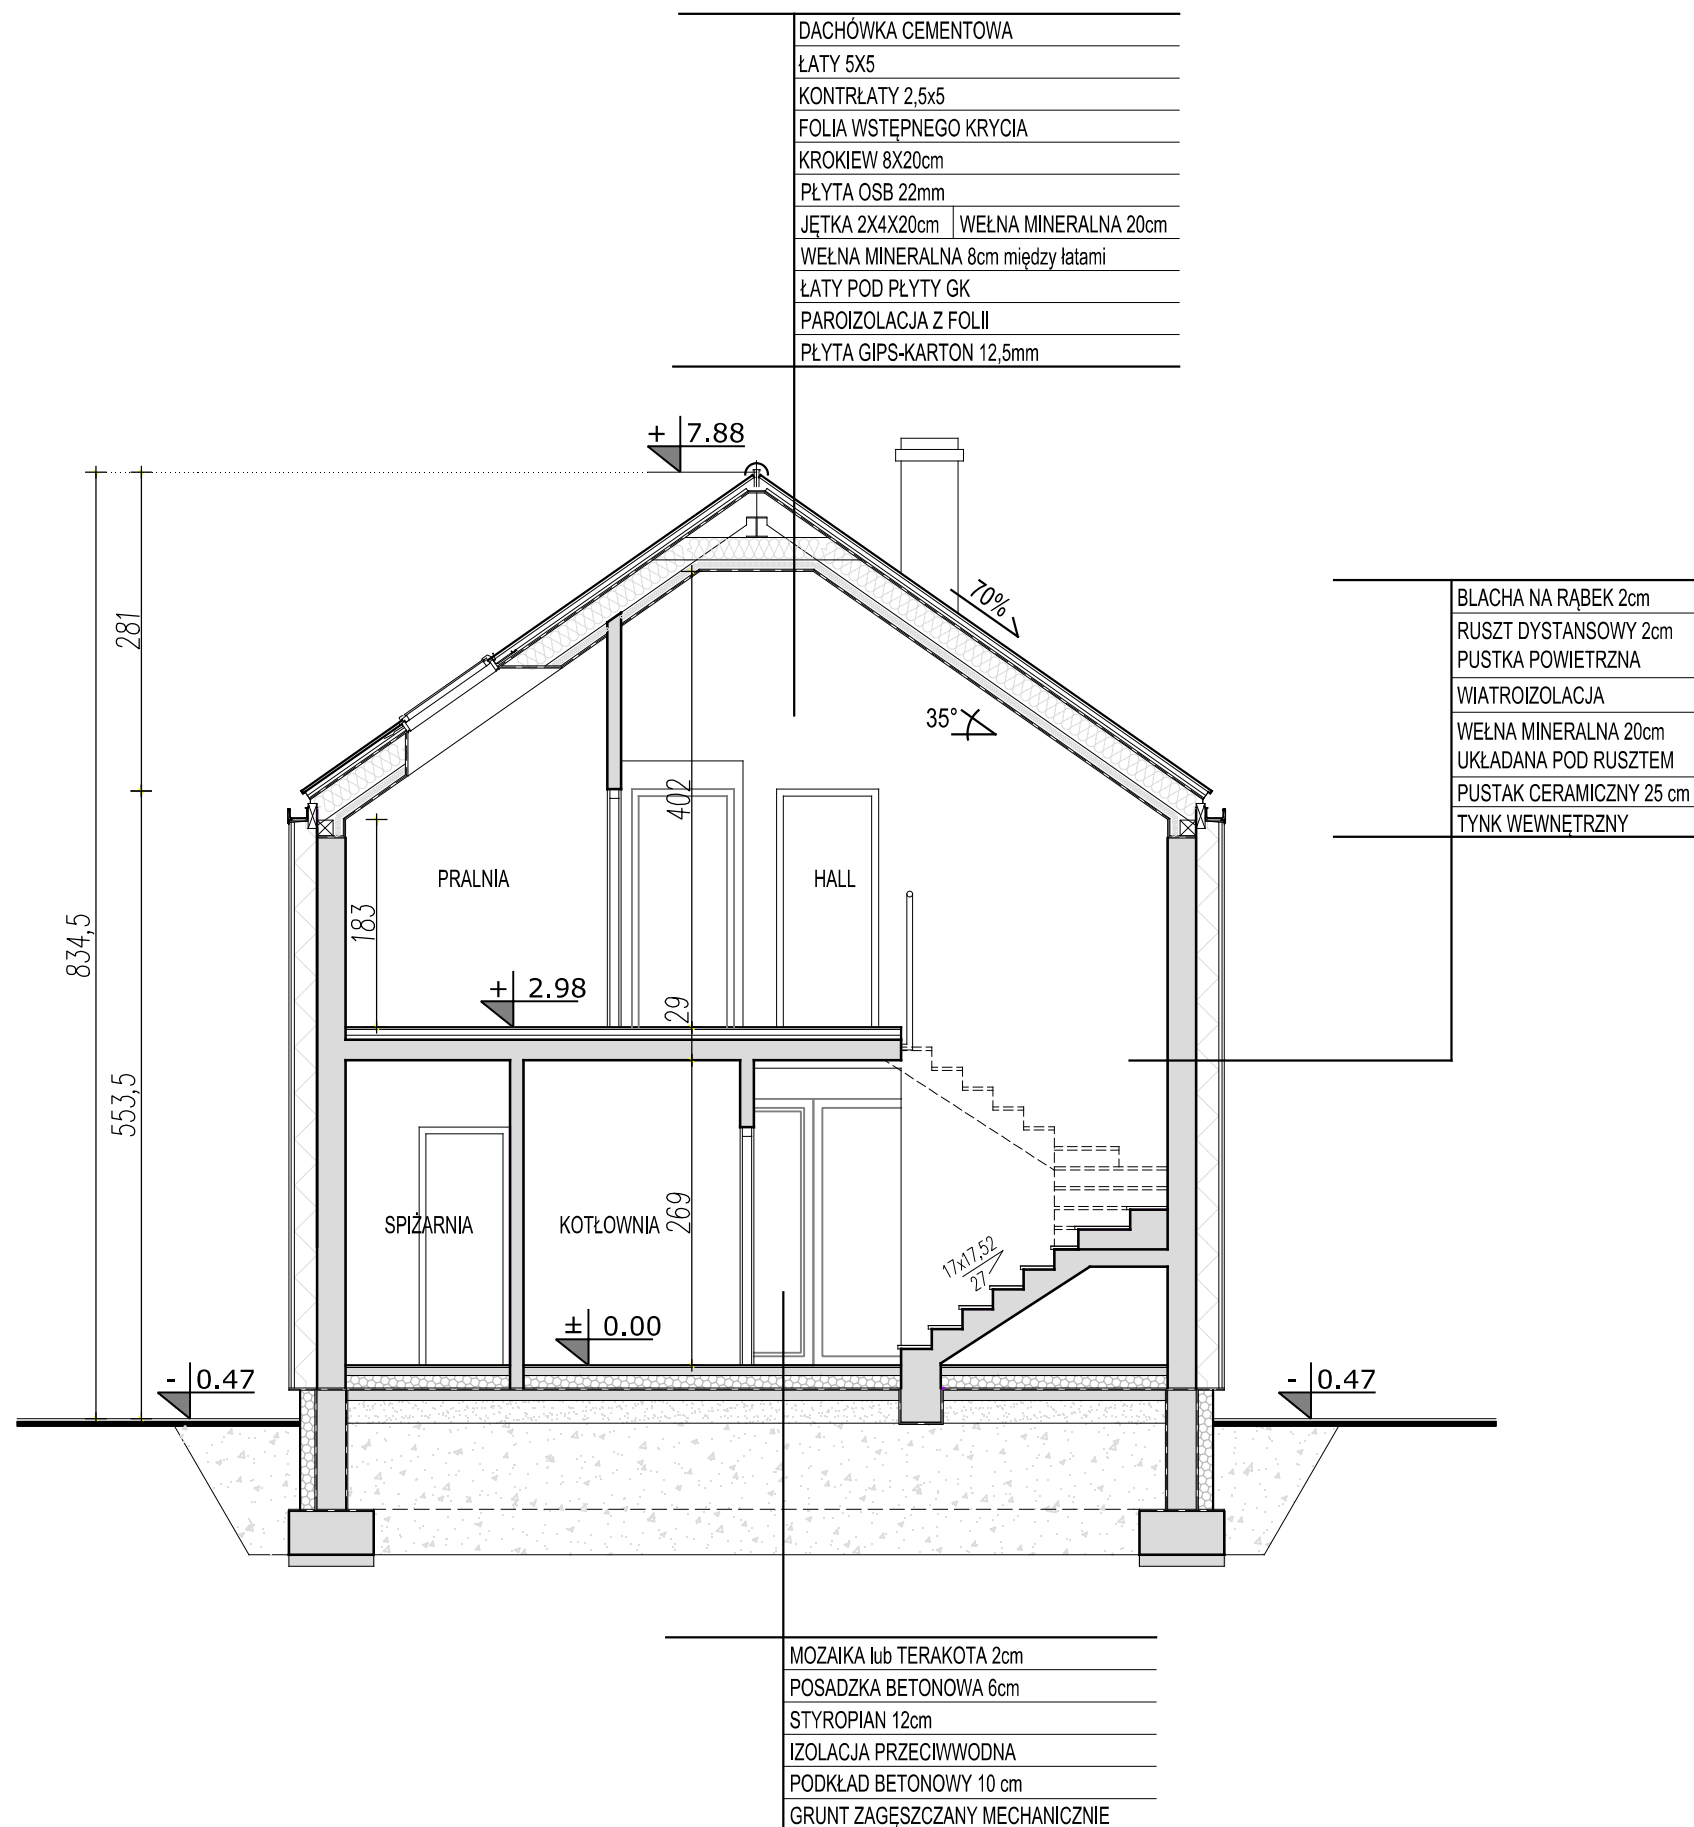 DACHÓWKA CEMENTOWA
ŁATY 5X5
KONTRŁATY 2,5x5
FOLIA WSTĘPNEGO KRYCIA
KROKIEW 8X20cm
PŁYTA OSB 22mm
JĘTKA 2X4X20cm WEŁNA MINERALNA 20cm
WEŁNA MINERALNA 8cm między łatami
ŁATY POD PŁYTY GK
PAROIZOLACJA Z FOLII
PŁYTA GIPS-KARTON 12,5mm
+ 7.88
70%
35°
281
834,5
553,5
BLACHA NA RĄBEK 2cm
RUSZT DYSTANSOWY 2cm
PUSTKA POWIETRZNA
WIATROIZOLACJA
WEŁNA MINERALNA 20cm
UKŁADANA POD RUSZTEM
PUSTAK CERAMICZNY 25 cm
TYNK WEWNĘTRZNY
402
PRALNIA
HALL
183
+ 2.98
29
SPIŻARNIA
KOTŁOWNIA
269
17x17,52
27
± 0.00
- 0.47
- 0.47
MOZAIKA lub TERAKOTA 2cm
POSADZKA BETONOWA 6cm
STYROPIAN 12cm
IZOLACJA PRZECIWWODNA
PODKŁAD BETONOWY 10 cm
GRUNT ZAGĘSZCZANY MECHANICZNIE